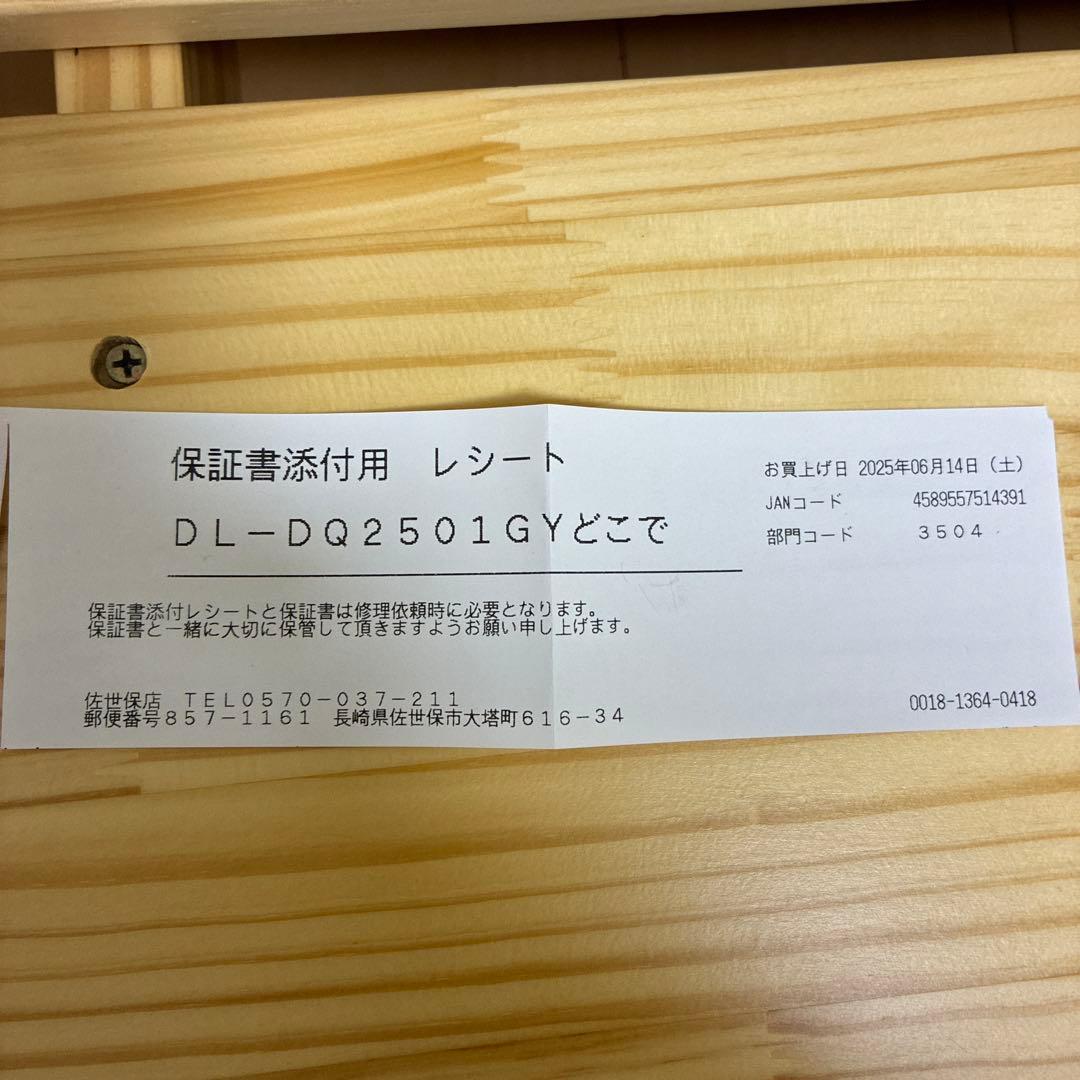 保証書添付用　レシート
ＤＬ－ＤＱ２５０１ＧＹどこで
お買上げ日 2025年06月14日（土）
JANコード 4589557514391
部門コード ３５０４
保証書添付レシートと保証書は修理依頼時に必要となります。
保証書と一緒に大切に保管して頂きますようお願い申し上げます。
佐世保店　ＴＥＬ０５７０－０３７－２１１
郵便番号８５７－１１６１　長崎県佐世保市大塔町６１６－３４
0018-1364-0418